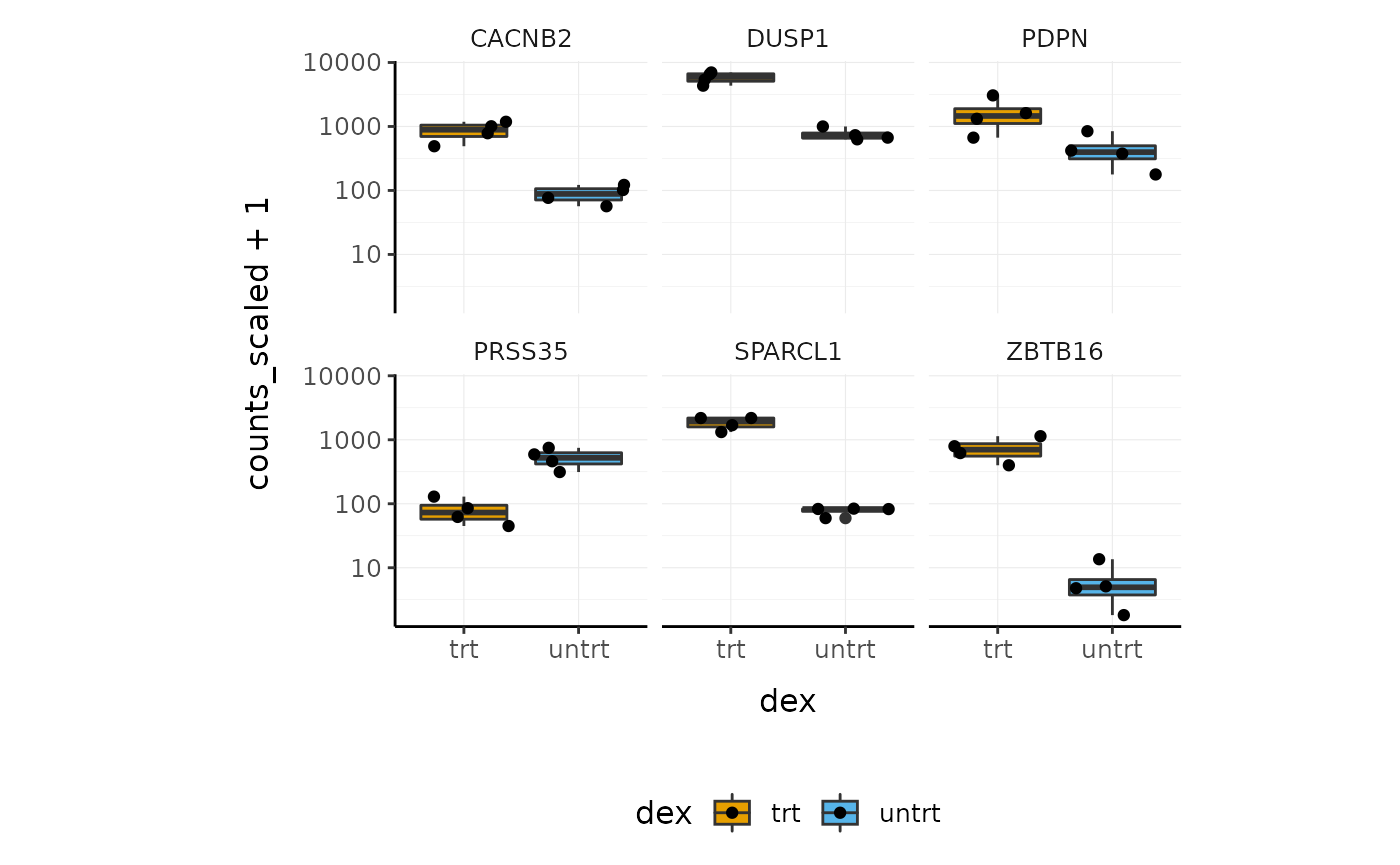 CACNB2 DUSP1 PDPN
10000
1000
100
10
PRSS35 SPARCL1 ZBTB16
10000
1000
100
10
counts_scaled + 1
trt untrt trt untrt trt untrt
dex
dex trt untrt